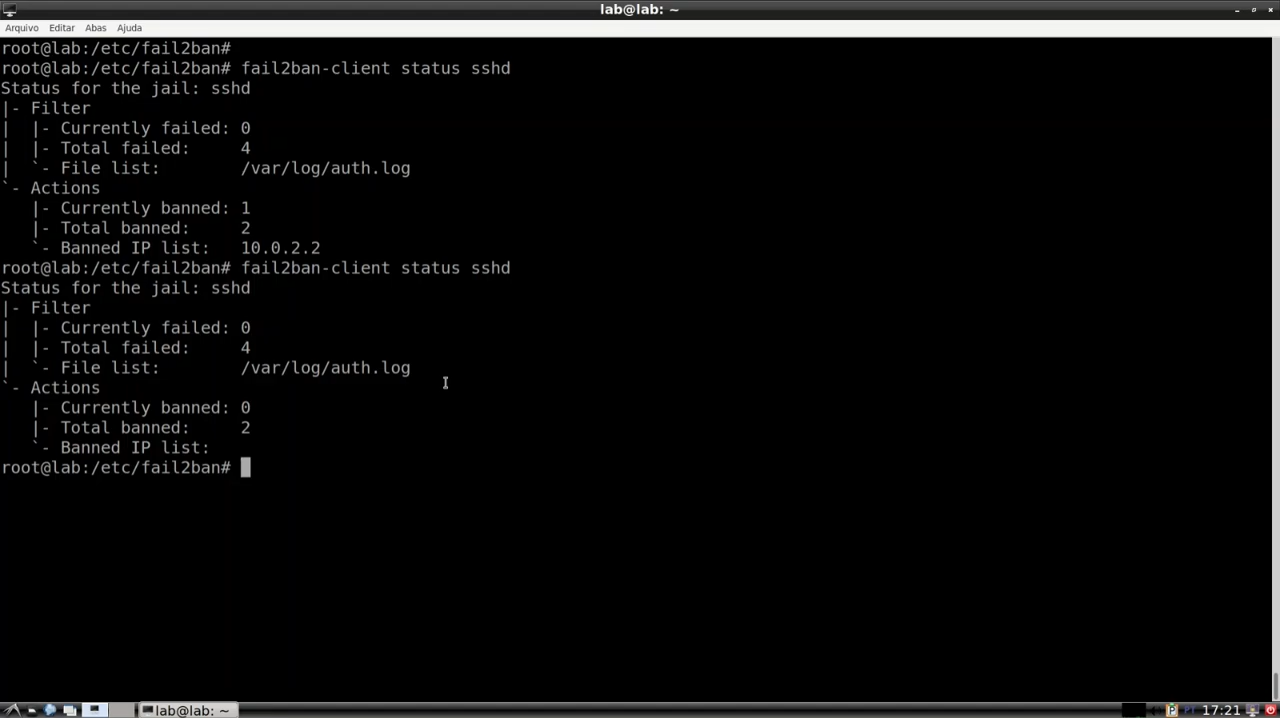 lab@lab: ~
Arquivo Editar Abas Ajuda
root@lab:/etc/fail2ban#
root@lab:/etc/fail2ban# fail2ban-client status sshd
Status for the jail: sshd
|- Filter
|  |- Currently failed: 0
|  |- Total failed:     4
|  `- File list:        /var/log/auth.log
`- Actions
   |- Currently banned: 1
   |- Total banned:     2
   `- Banned IP list:   10.0.2.2
root@lab:/etc/fail2ban# fail2ban-client status sshd
Status for the jail: sshd
|- Filter
|  |- Currently failed: 0
|  |- Total failed:     4
|  `- File list:        /var/log/auth.log
`- Actions
   |- Currently banned: 0
   |- Total banned:     2
   `- Banned IP list:
root@lab:/etc/fail2ban#
lab@lab: ~ PT 17:21